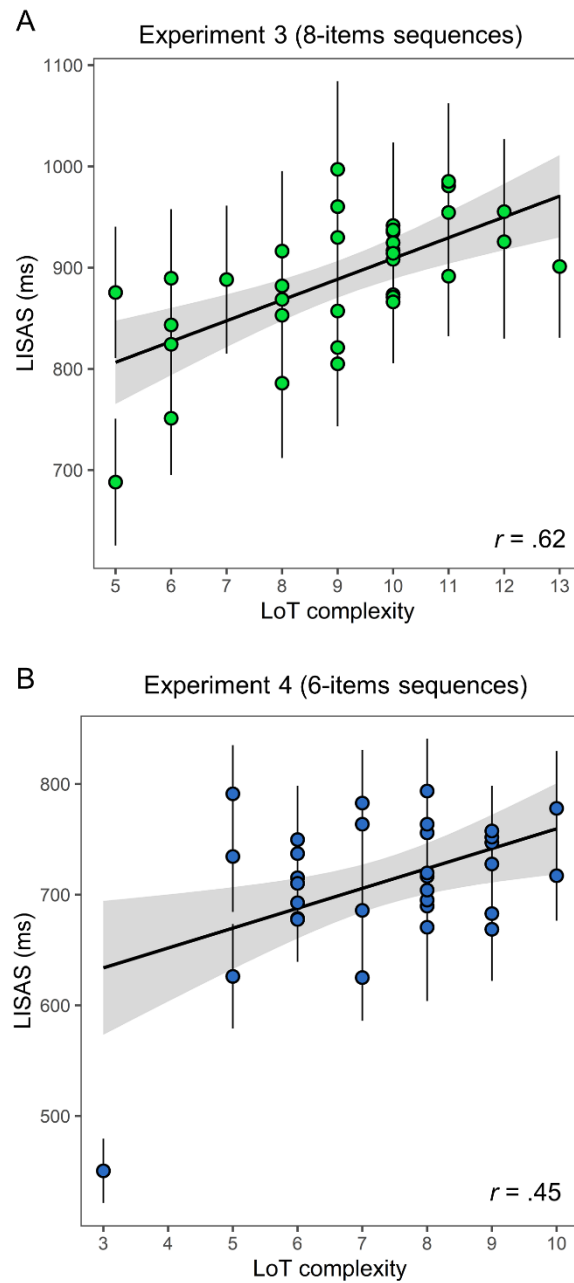 A
Experiment 3 (8-items sequences)
1100
1000
900
800
700
LISAS (ms)
r = .62
5 6 7 8 9 10 11 12 13
LoT complexity
B
Experiment 4 (6-items sequences)
800
700
600
500
LISAS (ms)
r = .45
3 4 5 6 7 8 9 10
LoT complexity